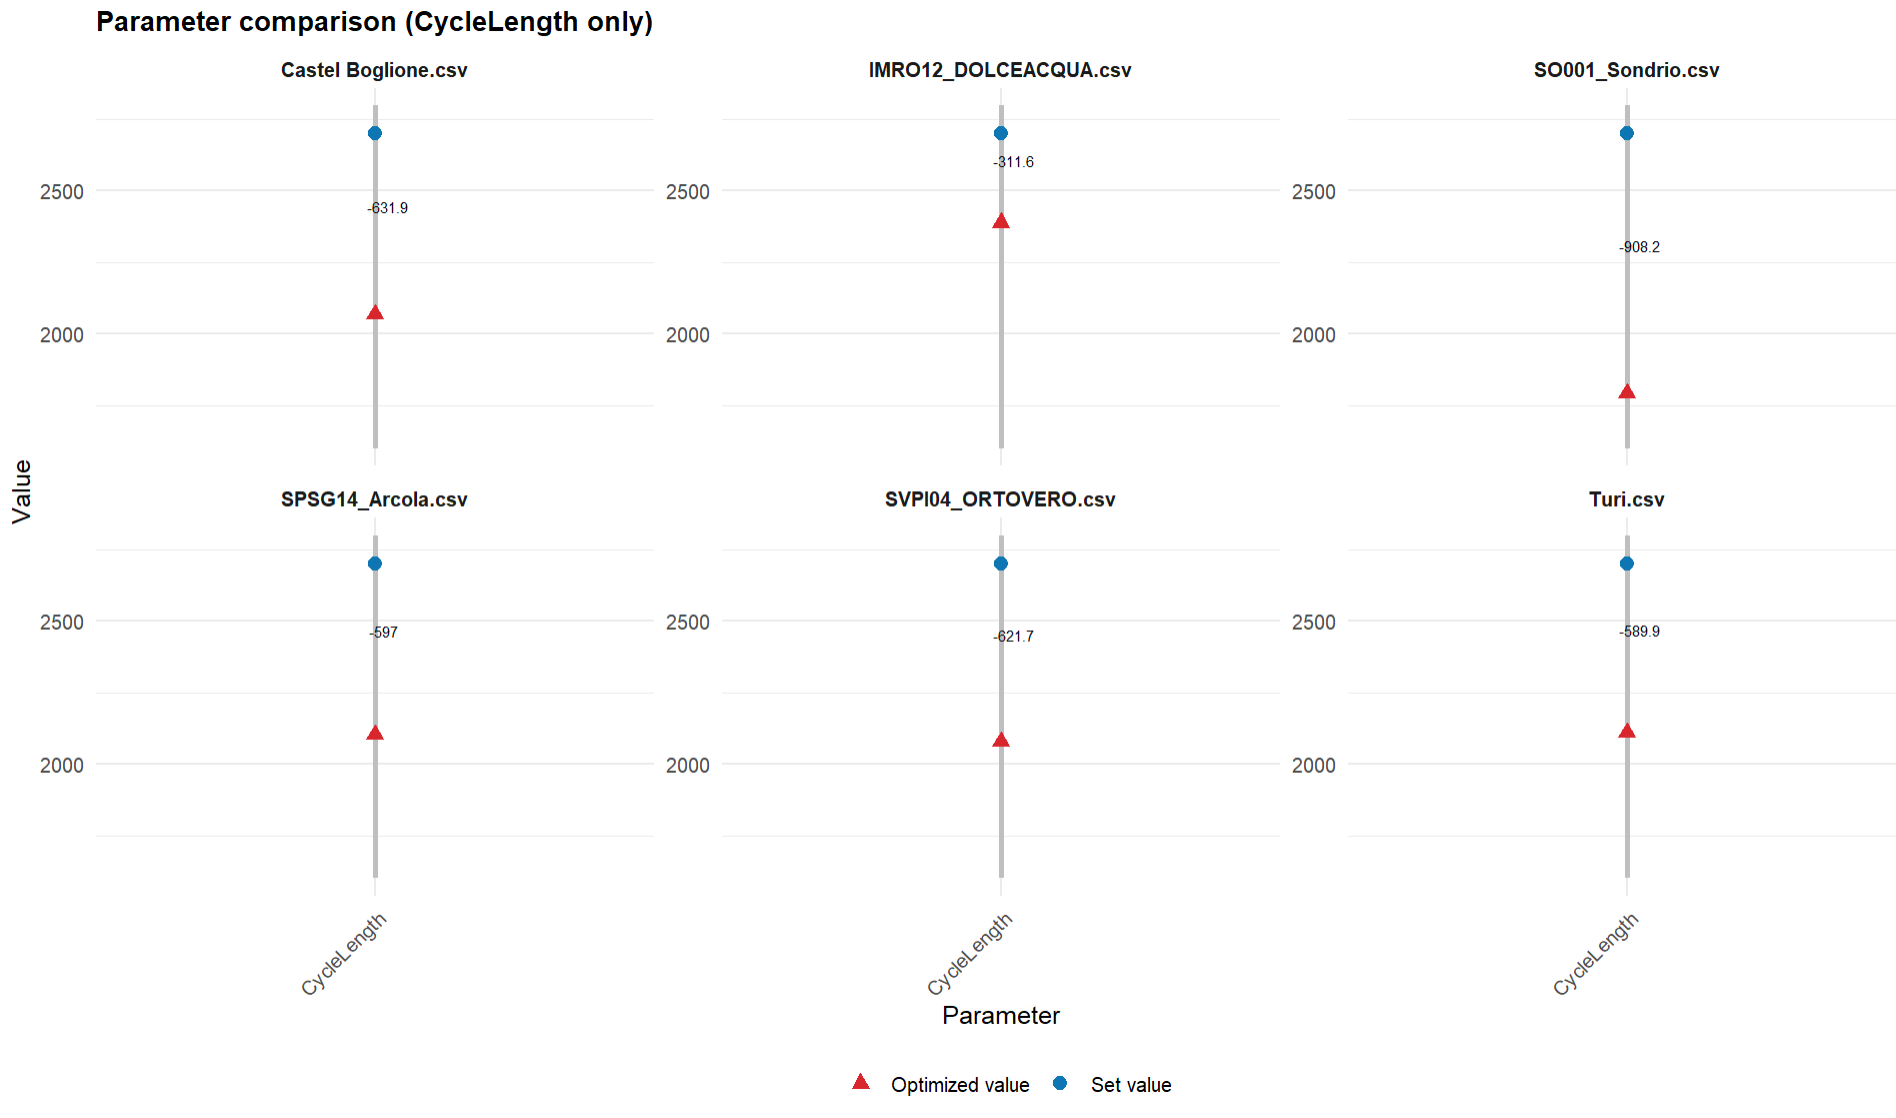 Parameter comparison (CycleLength only)
Castel Boglione.csv
IMRO12_DOLCEACQUA.csv
SO001_Sondrio.csv
2500
2000
-631.9
2500
2000
-311.6
2500
2000
-908.2
Value
SPSG14_Arcola.csv
SVPI04_ORTOVERO.csv
Turi.csv
2500
2000
-597
2500
2000
-621.7
2500
2000
-589.9
CycleLength
CycleLength
CycleLength
Parameter
Optimized value
Set value